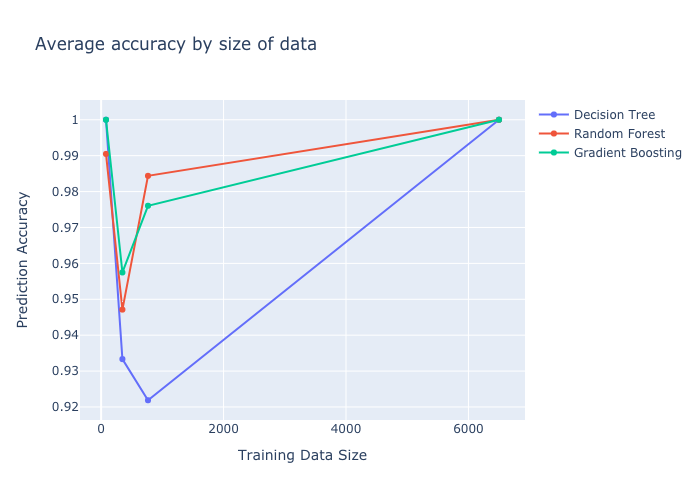 Average accuracy by size of data
Decision Tree
Random Forest
Gradient Boosting
1
0.99
0.98
0.97
0.96
0.95
0.94
0.93
0.92
Prediction Accuracy
0
2000
4000
6000
Training Data Size